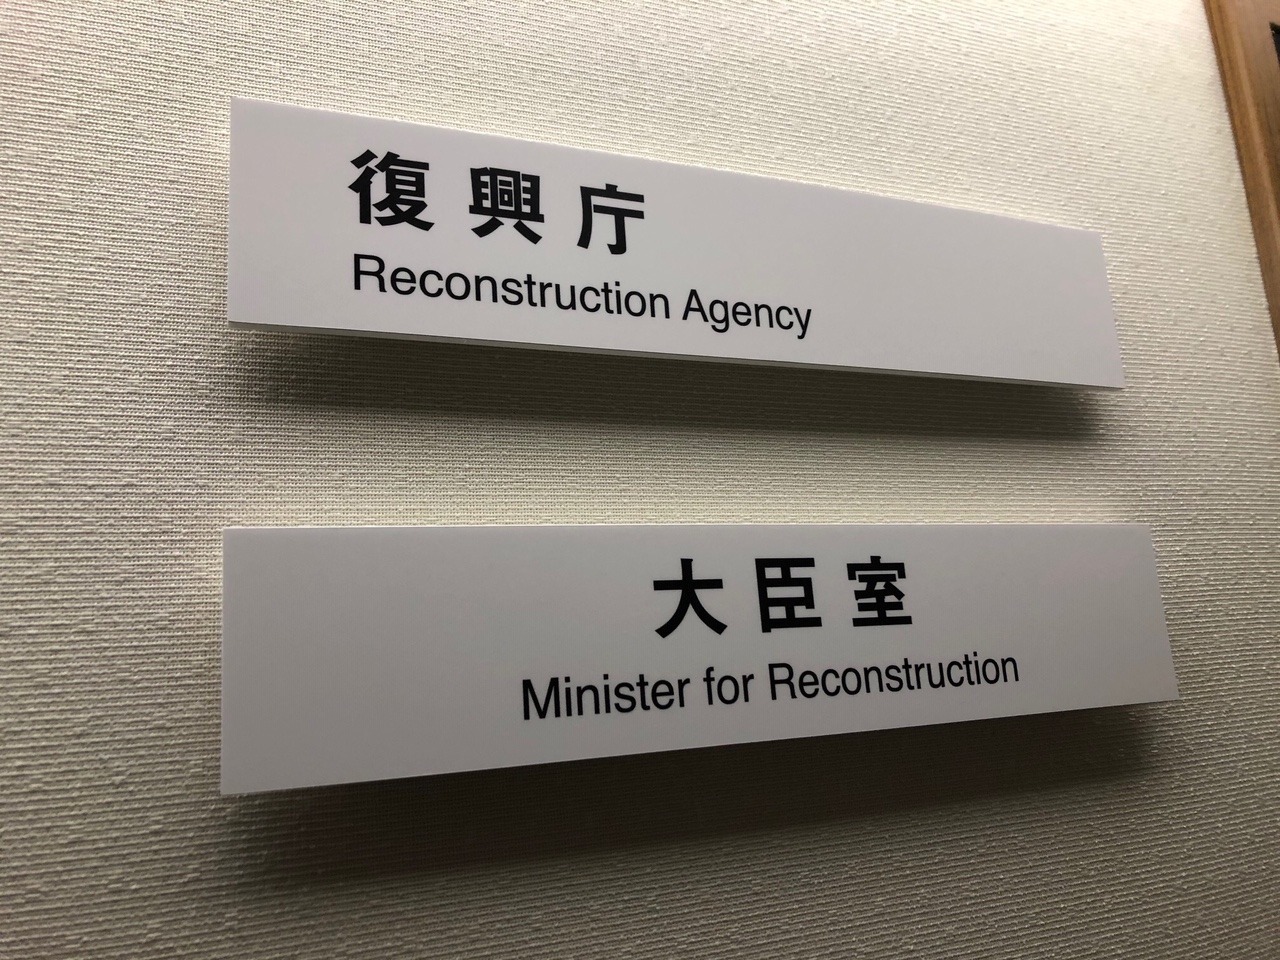 復興庁
Reconstruction Agency
大臣室
Minister for Reconstruction